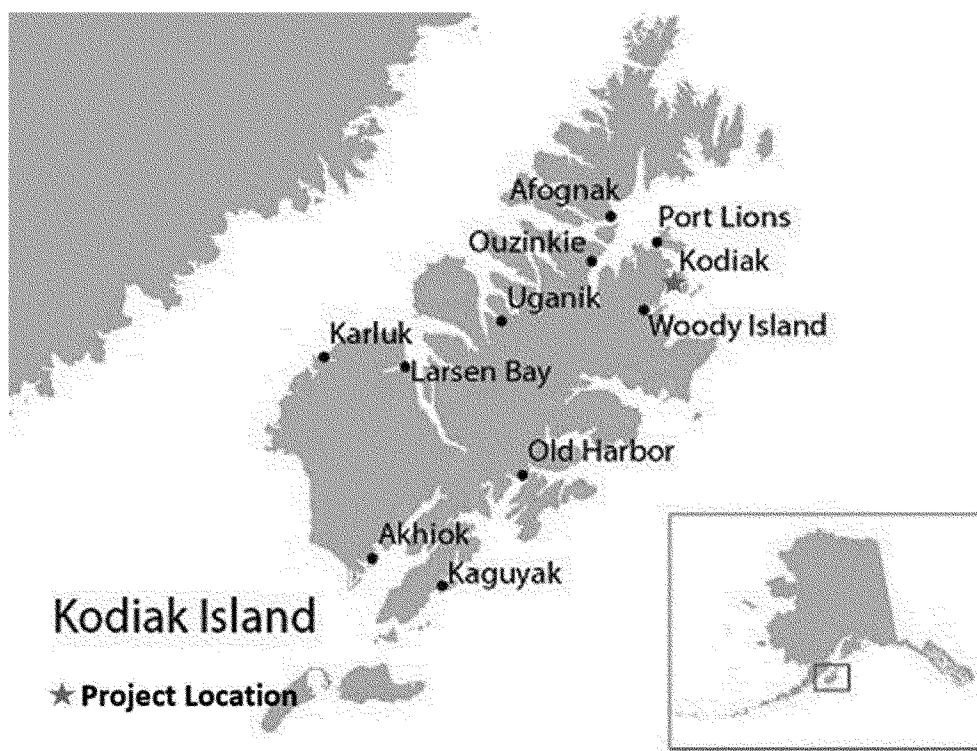 Afognak
Port Lions
Ouzinkie
Kodiak
Uganik
Woody Island
Karluk
Larsen Bay
Old Harbor
Akhiok
Kaguyak
Kodiak Island
Project Location